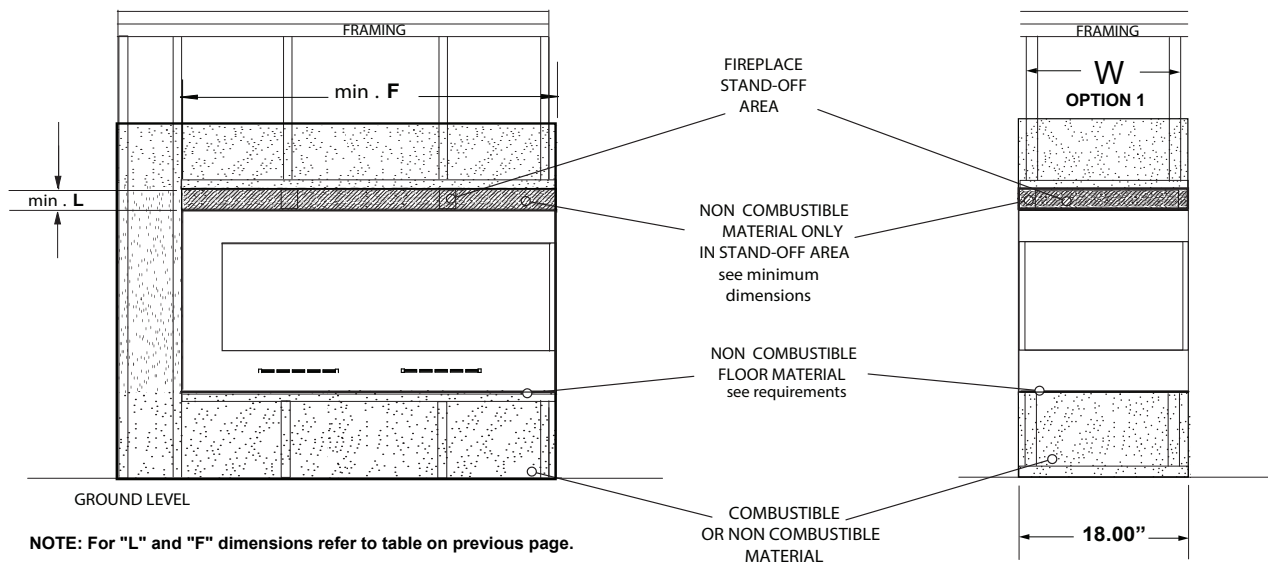 FRAMING
min . F
min . L
GROUND LEVEL
NOTE: For "L" and "F" dimensions refer to table on previous page.
FIREPLACE
STAND-OFF
AREA
NON COMBUSTIBLE
MATERIAL ONLY
IN STAND-OFF AREA
see minimum
dimensions
NON COMBUSTIBLE
FLOOR MATERIAL
see requirements
COMBUSTIBLE
OR NON COMBUSTIBLE
MATERIAL
FRAMING
W
OPTION 1
18.00”